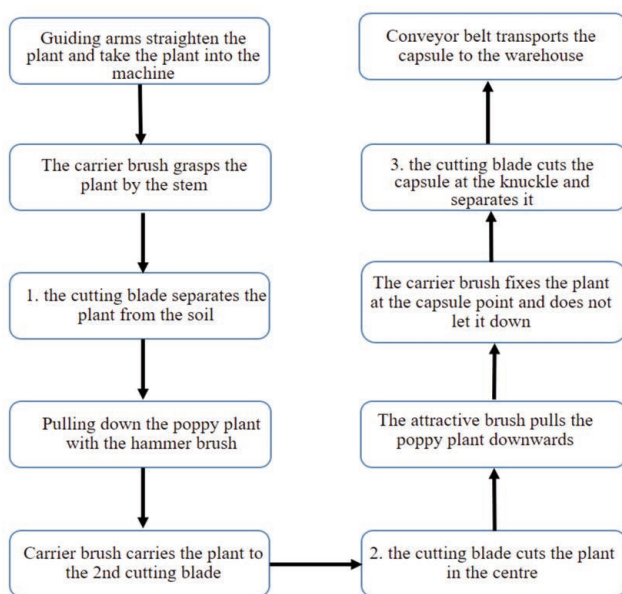 Guiding arms straighten the
plant and take the plant into the
machine
The carrier brush grasps the
plant by the stem
1. the cutting blade separates the
plant from the soil
Pulling down the poppy plant
with the hammer brush
Carrier brush carries the plant to
the 2nd cutting blade
2. the cutting blade cuts the plant
in the centre
The attractive brush pulls the
poppy plant downwards
The carrier brush fixes the plant
at the capsule point and does not
let it down
3. the cutting blade cuts the
capsule at the knuckle and
separates it
Conveyor belt transports the
capsule to the warehouse